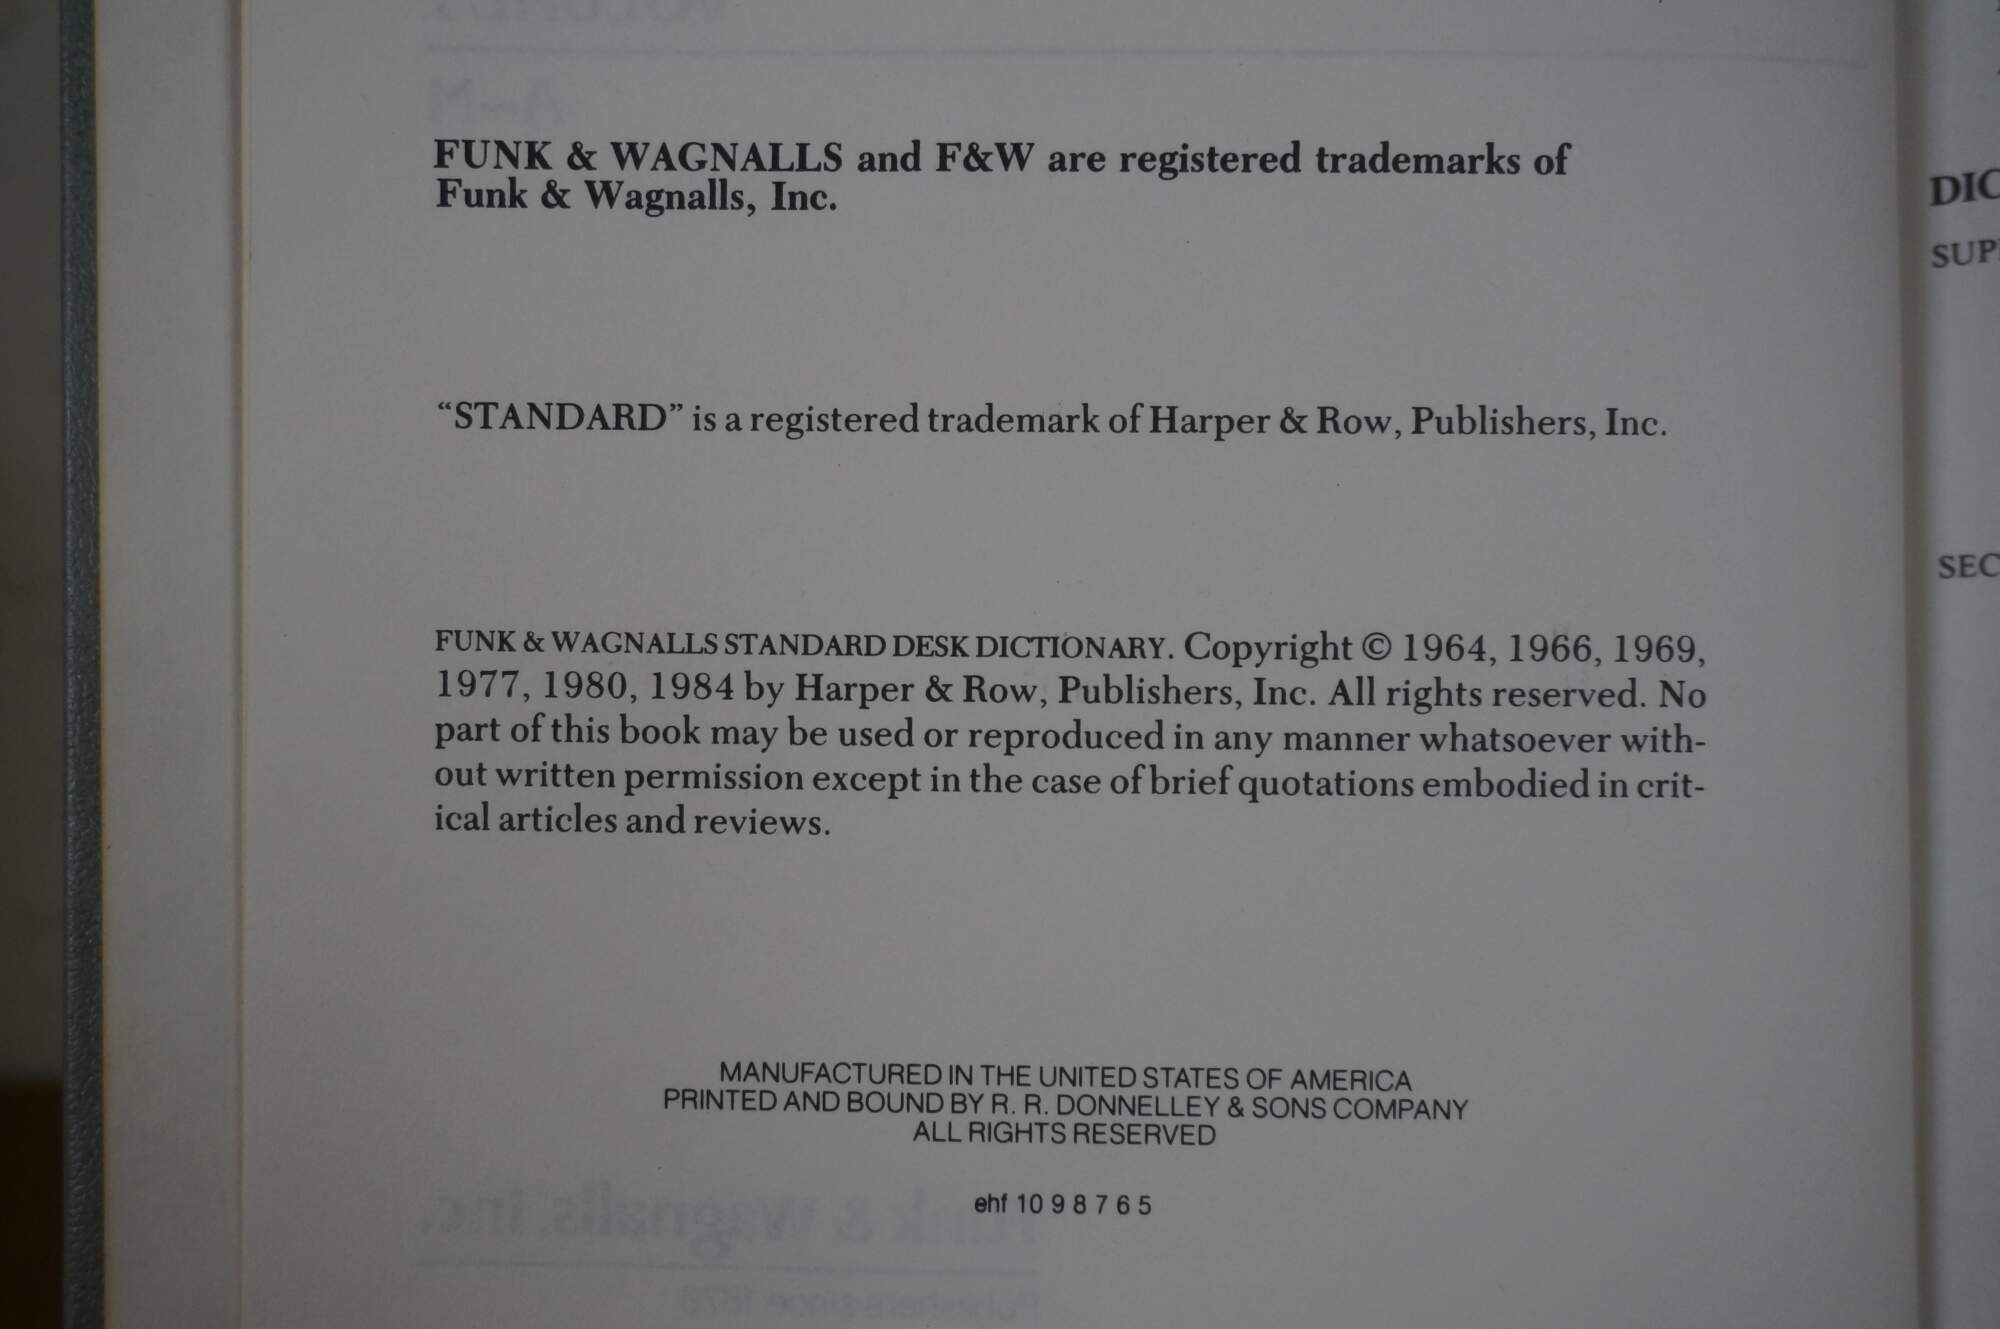 FUNK & WAGNALLS and F&W are registered trademarks of
Funk & Wagnalls, Inc.
“STANDARD” is a registered trademark of Harper & Row, Publishers, Inc.
FUNK & WAGNALLS STANDARD DESK DICTIONARY. Copyright © 1964, 1966, 1969,
1977, 1980, 1984 by Harper & Row, Publishers, Inc. All rights reserved. No
part of this book may be used or reproduced in any manner whatsoever with-
out written permission except in the case of brief quotations embodied in crit-
ical articles and reviews.
MANUFACTURED IN THE UNITED STATES OF AMERICA
PRINTED AND BOUND BY R. R. DONNELLEY & SONS COMPANY
ALL RIGHTS RESERVED
ehf 10 9 8 7 6 5
DIC
SUP
SEC